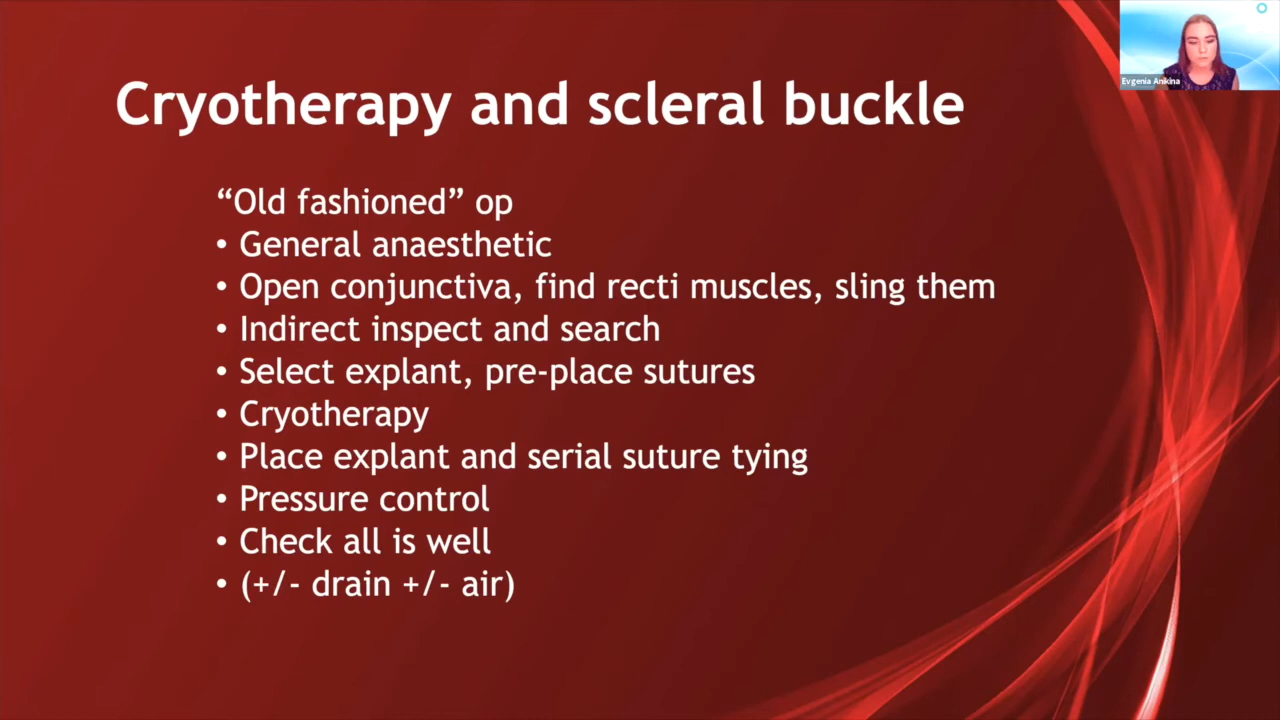 Evgenia Anikina
Cryotherapy and scleral buckle
“Old fashioned” op
• General anaesthetic
• Open conjunctiva, find recti muscles, sling them
• Indirect inspect and search
• Select explant, pre-place sutures
• Cryotherapy
• Place explant and serial suture tying
• Pressure control
• Check all is well
• (+/- drain +/- air)